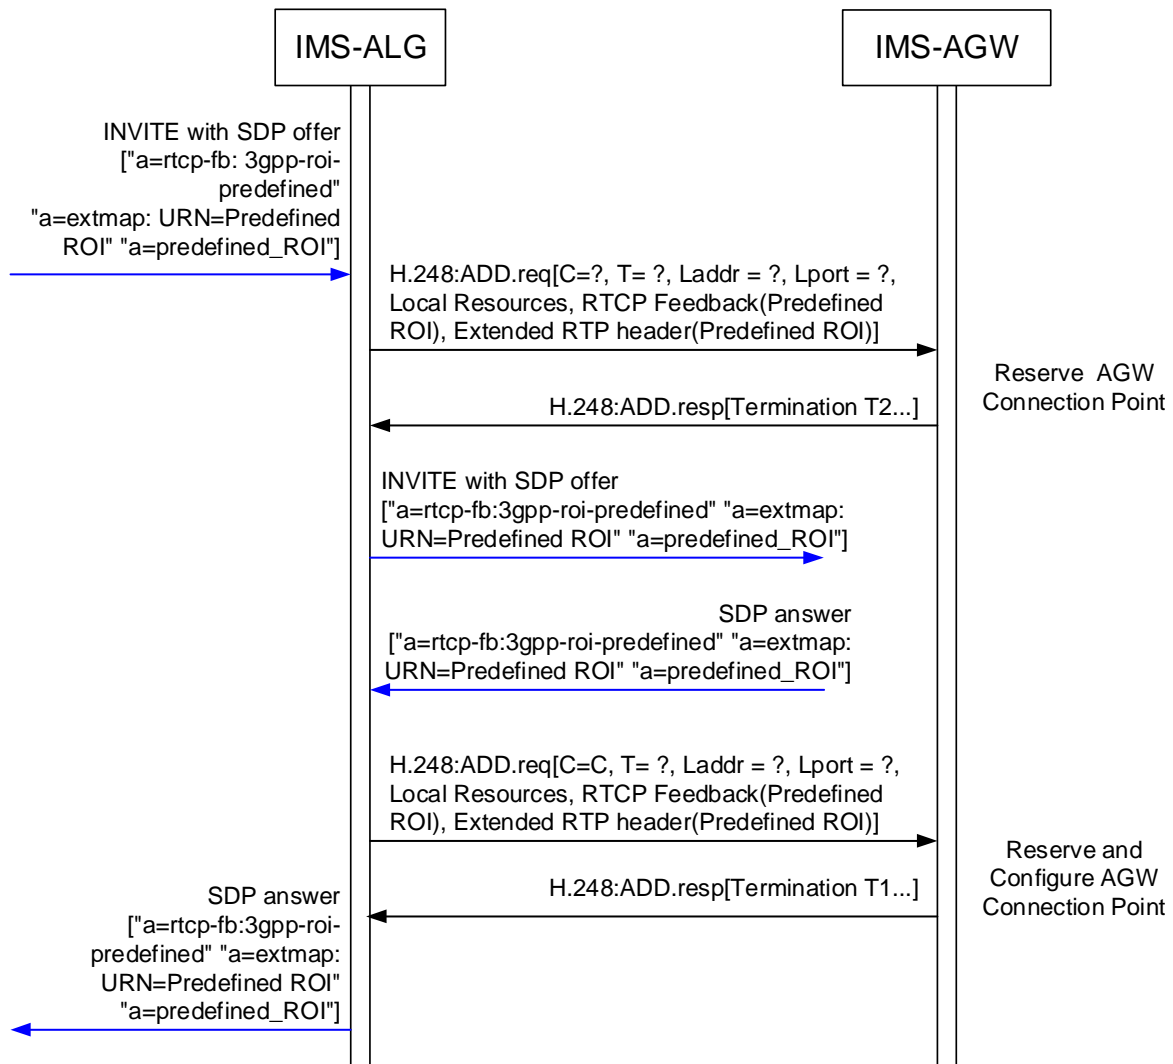 IMS-ALG
IMS-AGW
INVITE with SDP offer
["a=rtcp-fb: 3gpp-roi-
predefined"
"a=extmap: URN=Predefined
ROI" "a=predefined_ROI"]
H.248:ADD.req[C=?, T= ?, Laddr = ?, Lport = ?,
Local Resources, RTCP Feedback(Predefined
ROI), Extended RTP header(Predefined ROI)]
Reserve  AGW
Connection Point
H.248:ADD.resp[Termination T2...]
INVITE with SDP offer
["a=rtcp-fb:3gpp-roi-predefined" "a=extmap:
URN=Predefined ROI" "a=predefined_ROI"]
SDP answer
["a=rtcp-fb:3gpp-roi-predefined" "a=extmap:
URN=Predefined ROI" "a=predefined_ROI"]
H.248:ADD.req[C=C, T= ?, Laddr = ?, Lport = ?,
Local Resources, RTCP Feedback(Predefined
ROI), Extended RTP header(Predefined ROI)]
Reserve and
Configure AGW
Connection Point
H.248:ADD.resp[Termination T1...]
SDP answer
["a=rtcp-fb:3gpp-roi-
predefined" "a=extmap:
URN=Predefined ROI"
"a=predefined_ROI"]